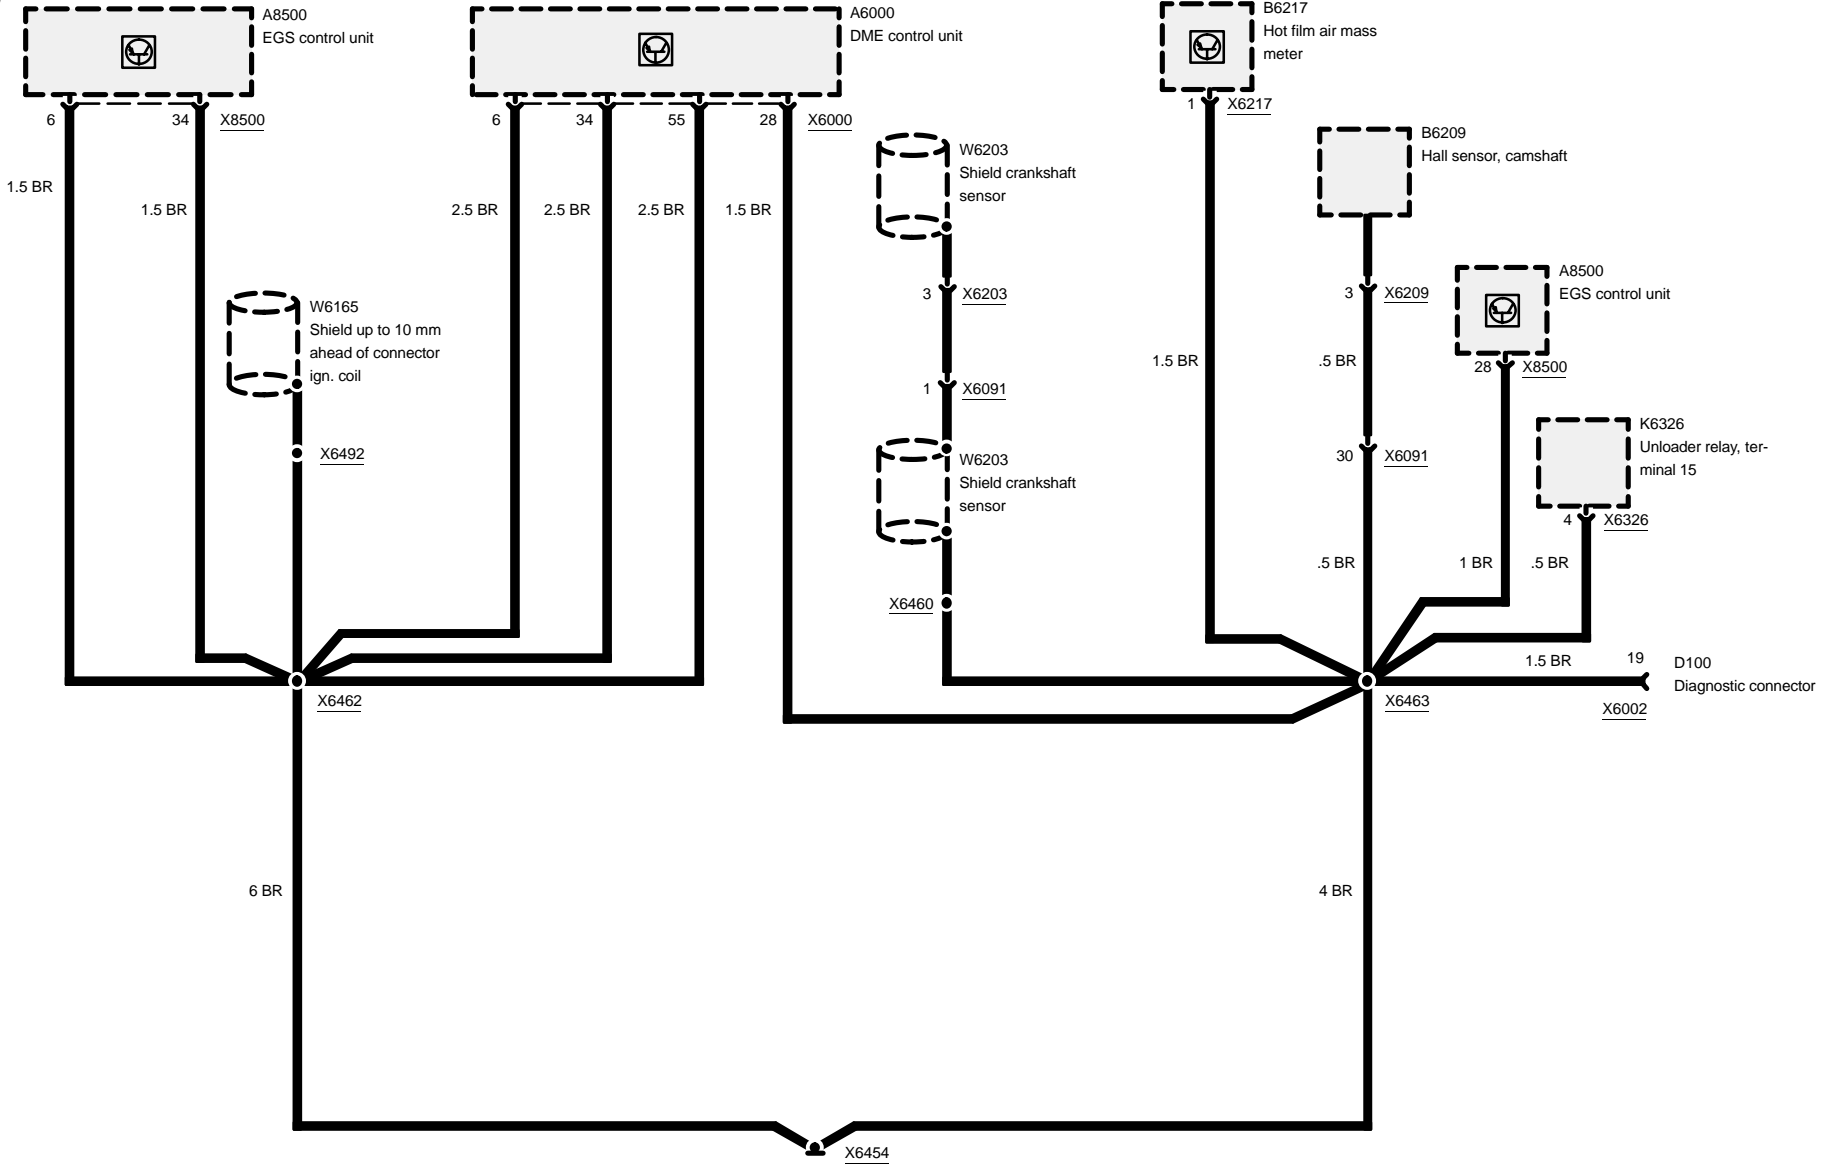 A8500
EGS control unit
A6000
DME control unit
B6217
Hot film air mass
meter
6
34
X8500
6
34
55
28
X6000
1
X6217
B6209
Hall sensor, camshaft
W6203
Shield crankshaft
sensor
1.5 BR
1.5 BR
2.5 BR
2.5 BR
2.5 BR
1.5 BR
A8500
EGS control unit
3
X6203
3
X6209
W6165
Shield up to 10 mm
ahead of connector
ign. coil
1.5 BR
.5 BR
28
X8500
1
X6091
K6326
Unloader relay, ter-
minal 15
X6492
30
X6091
W6203
Shield crankshaft
sensor
4
X6326
.5 BR
1 BR
.5 BR
X6460
1.5 BR
19
D100
Diagnostic connector
X6462
X6463
X6002
6 BR
4 BR
X6454